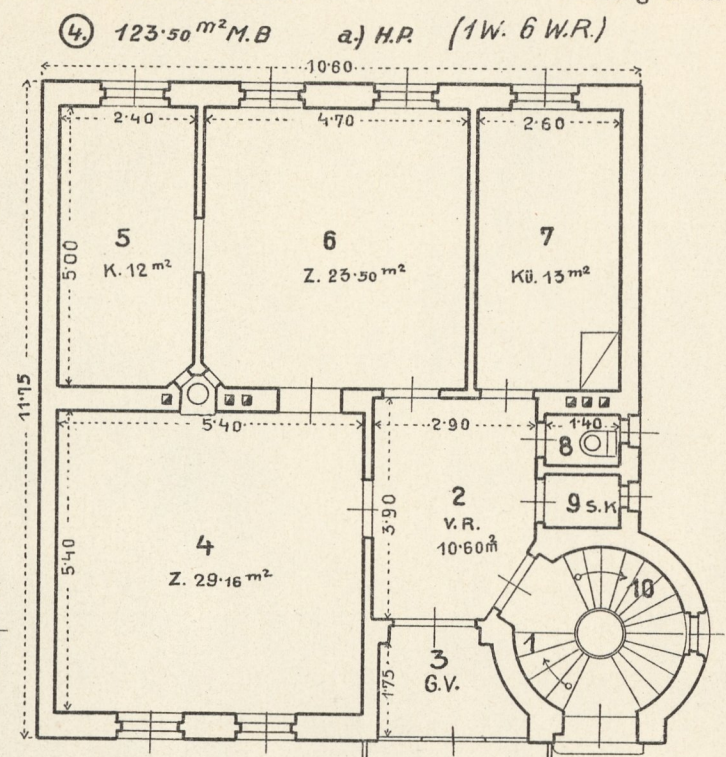 ④ 123·50 m² M.B a.) H.P. (1W. 6 W.R.)
10·60
2·40 4·70 2·60
5 6 7
K. 12 m² Z. 23·50 m² Kü. 13 m²
5·00
11·75
5·40 2·90 1·40
8
2 9 S.K
V.R.
10·60 m²
3·90
4
Z. 29·16 m²
5·40
10
1
3
G.V.
1·75